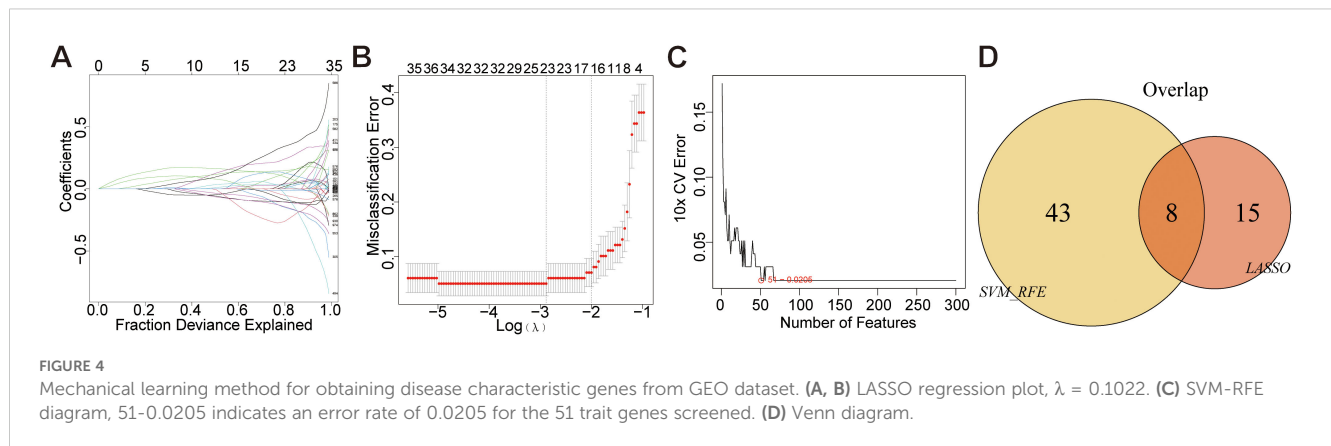 A
0 5 10 15 23 35
Coefficients
0.5
0.0
−0.5
0.0 0.2 0.4 0.6 0.8 1.0
Fraction Deviance Explained
B
35 36 34 32 32 32 29 25 23 23 17 16 11 8 4
Misclassification Error
0.4
0.3
0.2
0.1
−5 −4 −3 −2 −1
Log(λ)
C
10x CV Error
0.15
0.10
0.05
51 − 0.0205
0 50 100 150 200 250 300
Number of Features
D
Overlap
43 8 15
LASSO
SVM_RFE
FIGURE 4
Mechanical learning method for obtaining disease characteristic genes from GEO dataset. (A, B) LASSO regression plot, λ = 0.1022. (C) SVM-RFE
diagram, 51-0.0205 indicates an error rate of 0.0205 for the 51 trait genes screened. (D) Venn diagram.